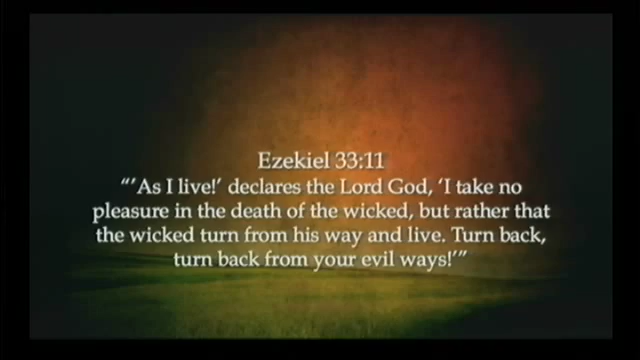 Ezekiel 33:11
“’As I live!’ declares the Lord God, ‘I take no
pleasure in the death of the wicked, but rather that
the wicked turn from his way and live. Turn back,
turn back from your evil ways!’”